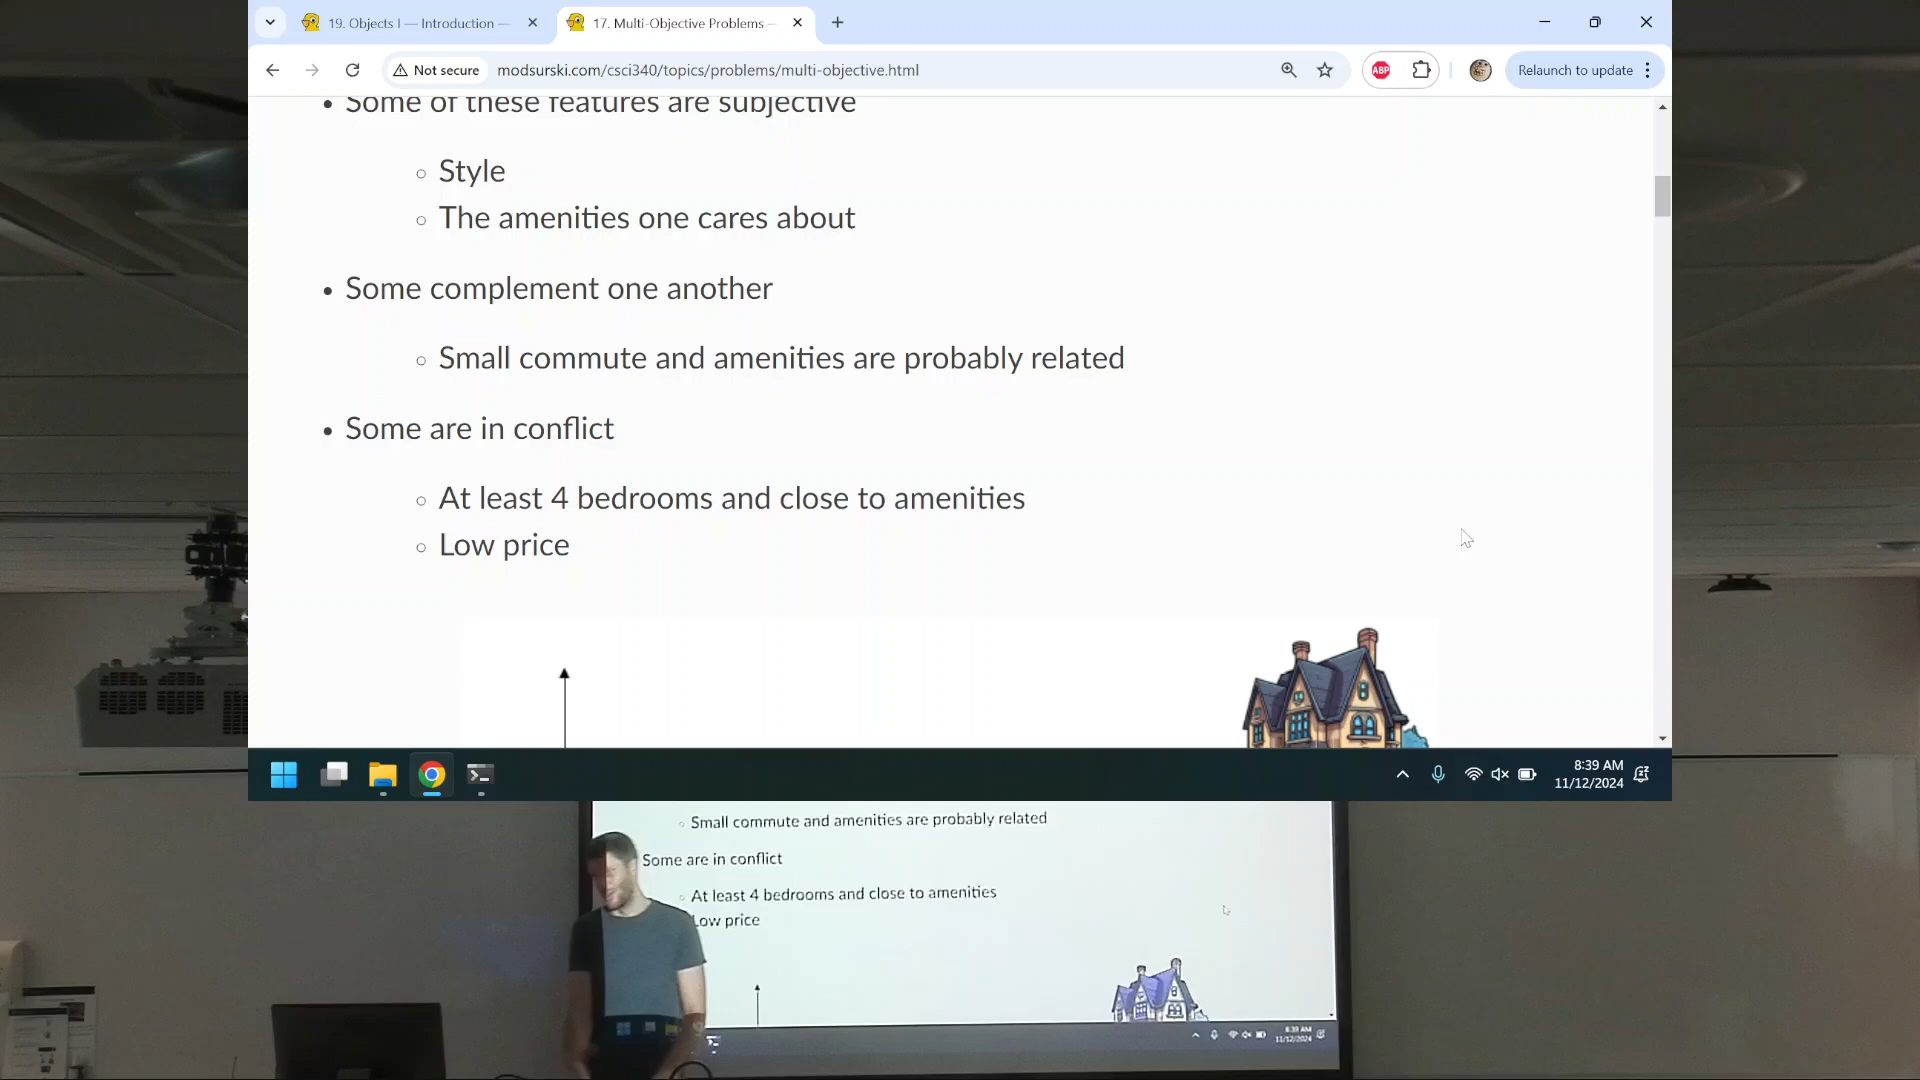 19. Objects I — Introduction —
17. Multi-Objective Problems —
Not secure
modsurski.com/csci340/topics/problems/multi-objective.html
ABP
Relaunch to update
• Some of these features are subjective
○ Style
○ The amenities one cares about
• Some complement one another
○ Small commute and amenities are probably related
• Some are in conflict
○ At least 4 bedrooms and close to amenities
○ Low price
8:39 AM
11/12/2024
○ Small commute and amenities are probably related
Some are in conflict
○ At least 4 bedrooms and close to amenities
Low price
8:39 AM
11/12/2024